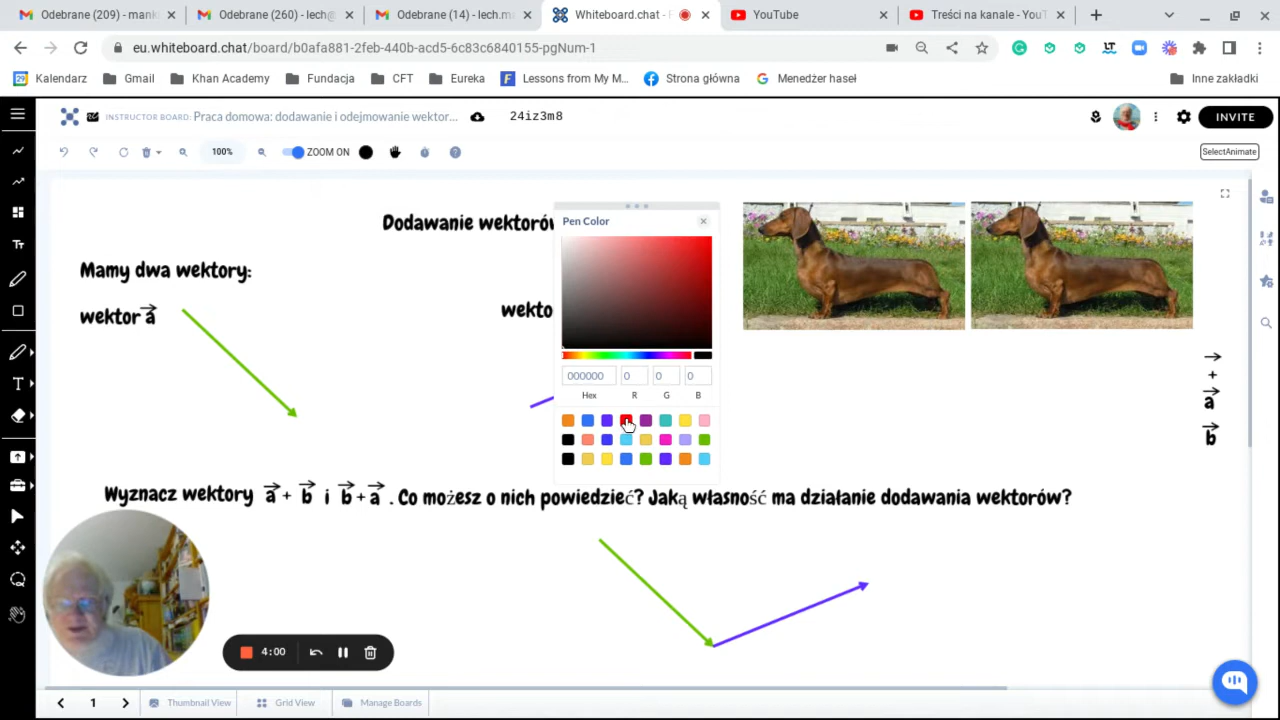 Odebrane (209) - manki
Odebrane (260) - lech@
Odebrane (14) - lech.m
Whiteboard.chat -
YouTube
Treści na kanale - YouT
eu.whiteboard.chat/board/b0afa881-2feb-440b-acd5-6c83c6840155-pgNum-1
Kalendarz Gmail Khan Academy Fundacja CFT Eureka Lessons from My M... Strona główna Menedżer haseł Inne zakładki
INSTRUCTOR BOARD: Praca domowa: dodawanie i odejmowanie wektor... 24iz3m8 INVITE
100% ZOOM ON SelectAnimate
Dodawanie wektorów
Pen Color
Mamy dwa wektory:
wektor a
wekto
000000 0 0 0
Hex R G B
+
a
b
Wyznacz wektory a + b i b + a . Co możesz o nich powiedzieć? Jaką własność ma działanie dodawania wektorów?
4:00
1 Thumbnail View Grid View Manage Boards